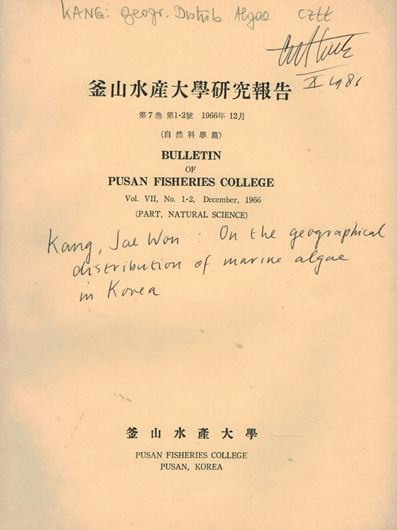 KANG: geogr. Distrib Algae
X 1986
釜山水産大學研究報告
第7巻 第1·2號 1966年 12月
(自然科學篇)
BULLETIN
OF
PUSAN FISHERIES COLLEGE
Vol. VII, No. 1·2, December, 1966
(PART, NATURAL SCIENCE)
Kang, Jae Won : On the geographical
distribution of marine algae
in Korea
釜山水産大學
PUSAN FISHERIES COLLEGE
PUSAN, KOREA